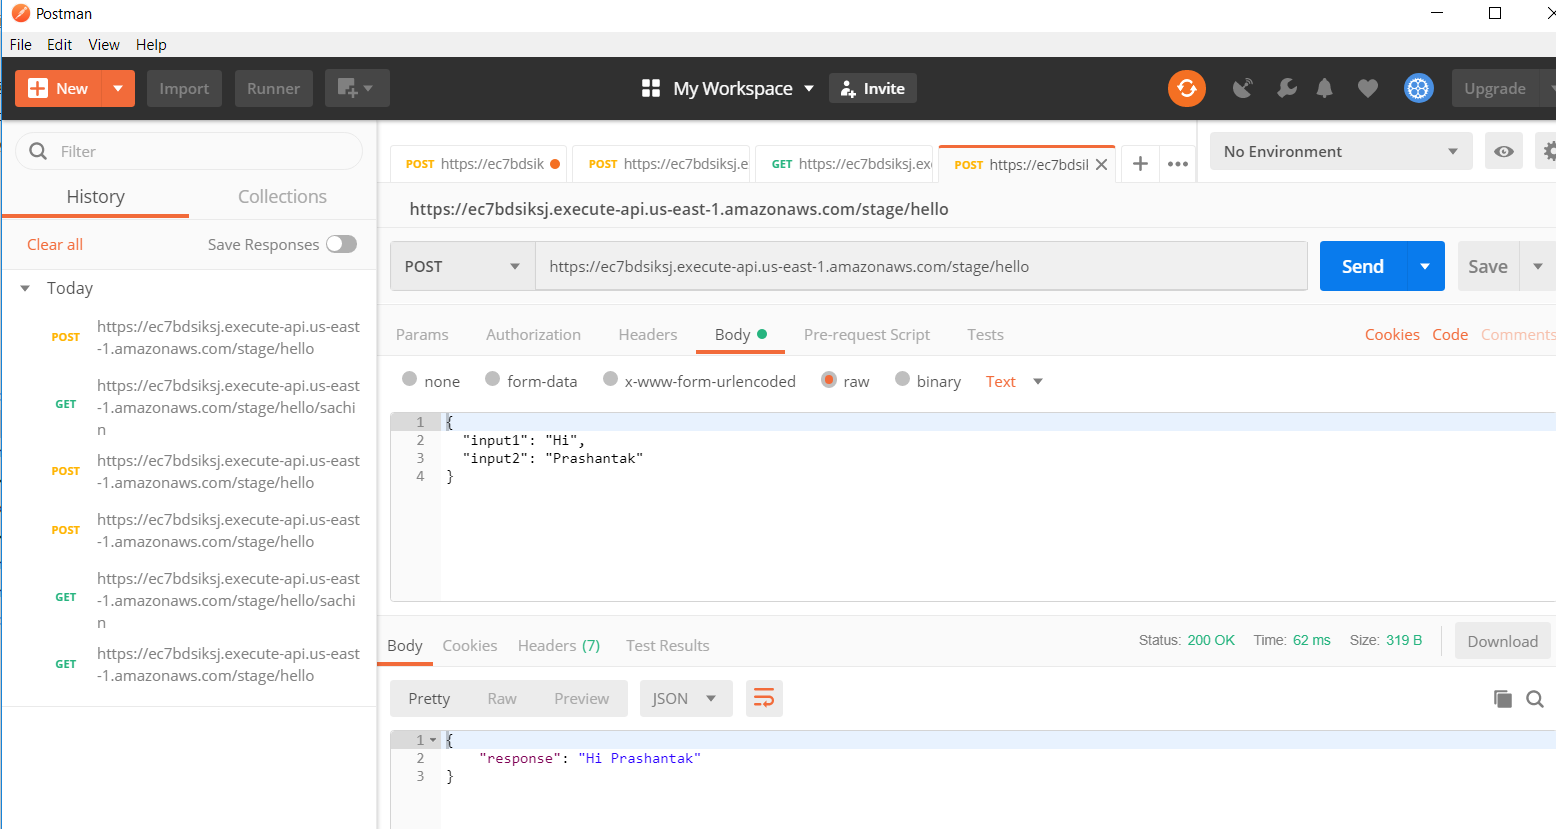 Postman
File Edit View Help
New Import Runner My Workspace Invite Upgrade
Filter
History Collections
Clear all Save Responses
Today
POST https://ec7bdsiksj.execute-api.us-east
-1.amazonaws.com/stage/hello
GET https://ec7bdsiksj.execute-api.us-east
-1.amazonaws.com/stage/hello/sachi
n
POST https://ec7bdsiksj.execute-api.us-east
-1.amazonaws.com/stage/hello
POST https://ec7bdsiksj.execute-api.us-east
-1.amazonaws.com/stage/hello
GET https://ec7bdsiksj.execute-api.us-east
-1.amazonaws.com/stage/hello/sachi
n
GET https://ec7bdsiksj.execute-api.us-east
-1.amazonaws.com/stage/hello
POST https://ec7bdsik POST https://ec7bdsiksj.e GET https://ec7bdsiksj.ex POST https://ec7bdsil No Environment
https://ec7bdsiksj.execute-api.us-east-1.amazonaws.com/stage/hello
POST https://ec7bdsiksj.execute-api.us-east-1.amazonaws.com/stage/hello Send Save
Params Authorization Headers Body Pre-request Script Tests Cookies Code Comments
none form-data x-www-form-urlencoded raw binary Text
1 {
2 "input1": "Hi",
3 "input2": "Prashantak"
4 }
Body Cookies Headers (7) Test Results Status: 200 OK Time: 62 ms Size: 319 B Download
Pretty Raw Preview JSON
1 {
2 "response": "Hi Prashantak"
3 }